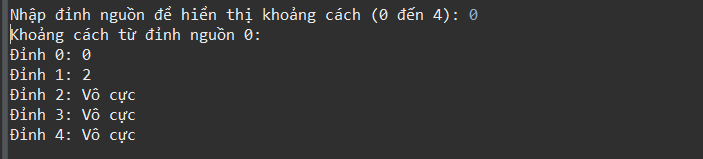 Nhập đỉnh nguồn để hiển thị khoảng cách (0 đến 4): 0
Khoảng cách từ đỉnh nguồn 0:
Đỉnh 0: 0
Đỉnh 1: 2
Đỉnh 2: Vô cực
Đỉnh 3: Vô cực
Đỉnh 4: Vô cực